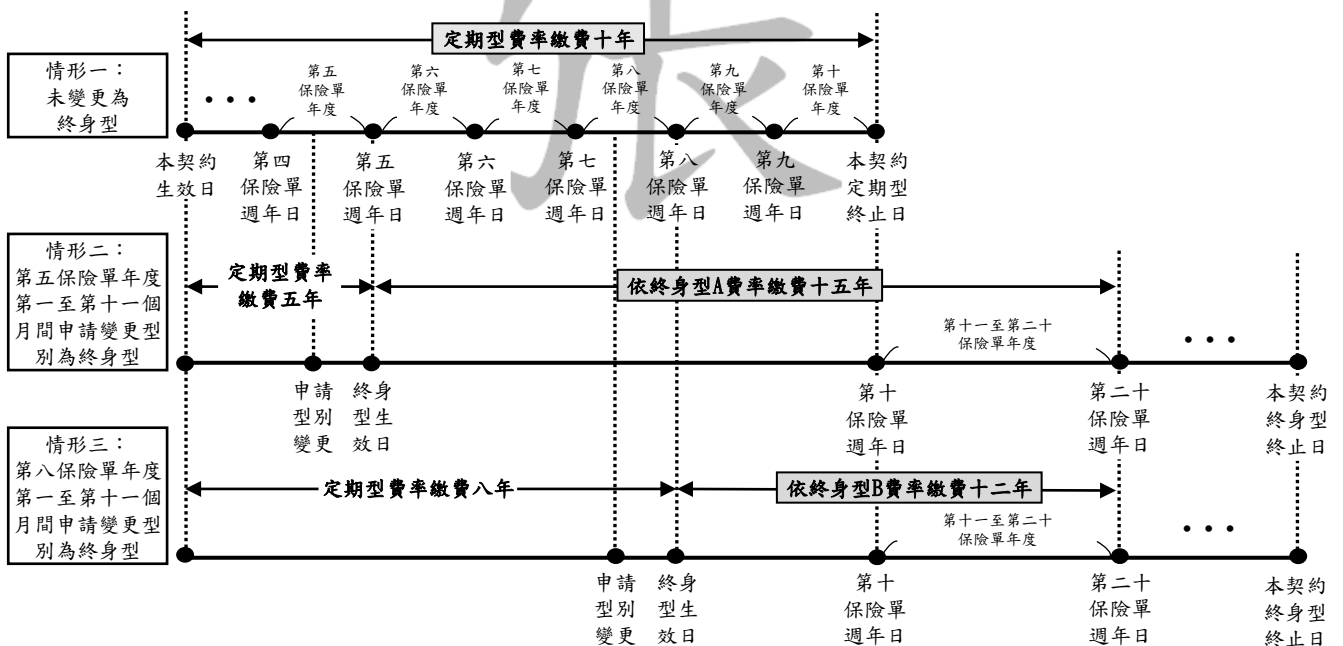 定期型費率繳費十年
情形一：
未變更為
終身型
第五
保險單
年度
第六
保險單
年度
第七
保險單
年度
第八
保險單
年度
第九
保險單
年度
第十
保險單
年度
本契約
生效日
第四
保險單
週年日
第五
保險單
週年日
第六
保險單
週年日
第七
保險單
週年日
第八
保險單
週年日
第九
保險單
週年日
本契約
定期型
終止日
情形二：
第五保險單年度
第一至第十一個
月間申請變更型
別為終身型
定期型費率
繳費五年
依終身型A費率繳費十五年
第十一至第二十
保險單年度
申請
型別
變更
終身
型生
效日
第十
保險單
週年日
第二十
保險單
週年日
本契約
終身型
終止日
情形三：
第八保險單年度
第一至第十一個
月間申請變更型
別為終身型
定期型費率繳費八年
依終身型B費率繳費十二年
第十一至第二十
保險單年度
申請
型別
變更
終身
型生
效日
第十
保險單
週年日
第二十
保險單
週年日
本契約
終身型
終止日